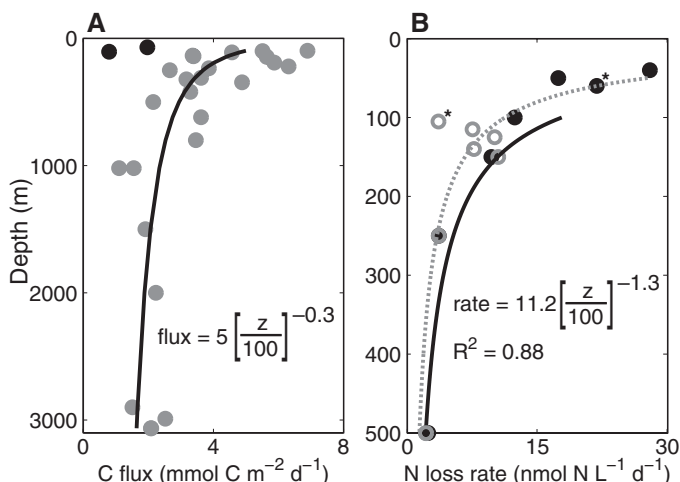 A
0
1000
2000
3000
Depth (m)
0
4
8
C flux (mmol C m⁻² d⁻¹)
flux = 5 [z/100]^−0.3
B
0
100
200
300
400
500
0
15
30
N loss rate (nmol N L⁻¹ d⁻¹)
*
*
rate = 11.2 [z/100]^−1.3
R² = 0.88